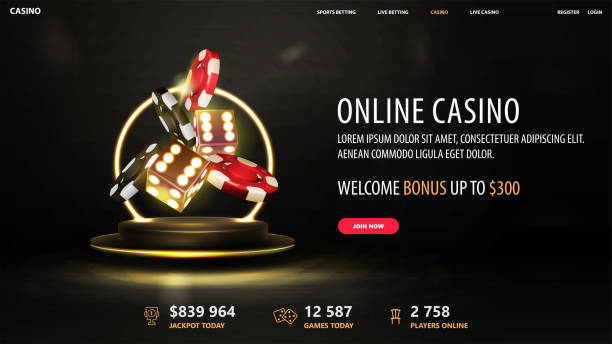 CASINO
SPORTS BETTING
LIVE BETTING
CASINO
LIVE CASINO
REGISTER
LOGIN
ONLINE CASINO
LOREM IPSUM DOLOR SIT AMET, CONSECTETUER ADIPISCING ELIT.
AENEAN COMMODO LIGULA EGET DOLOR.
WELCOME BONUS UP TO $300
JOIN NOW
$839 964
JACKPOT TODAY
12 587
GAMES TODAY
2 758
PLAYERS ONLINE